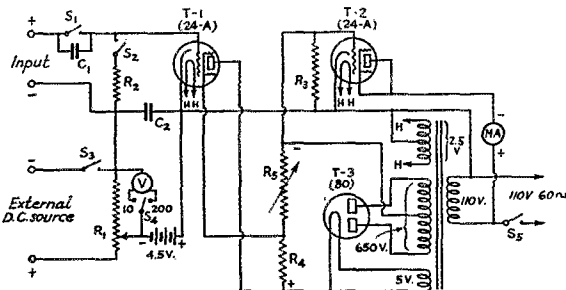 + S1
C1
Input
S2
R2
−
C2
T-1
(24-A)
H H
T-2
(24-A)
R3
H H
−
MA
+
H
2.5
V.
H
− S3
V
10 200
S4
External
D.C. source
R1
− +
4.5V.
+
R5
−
R4
+
T-3
(80)
650V.
5V.
110V.
110V 60~
S5